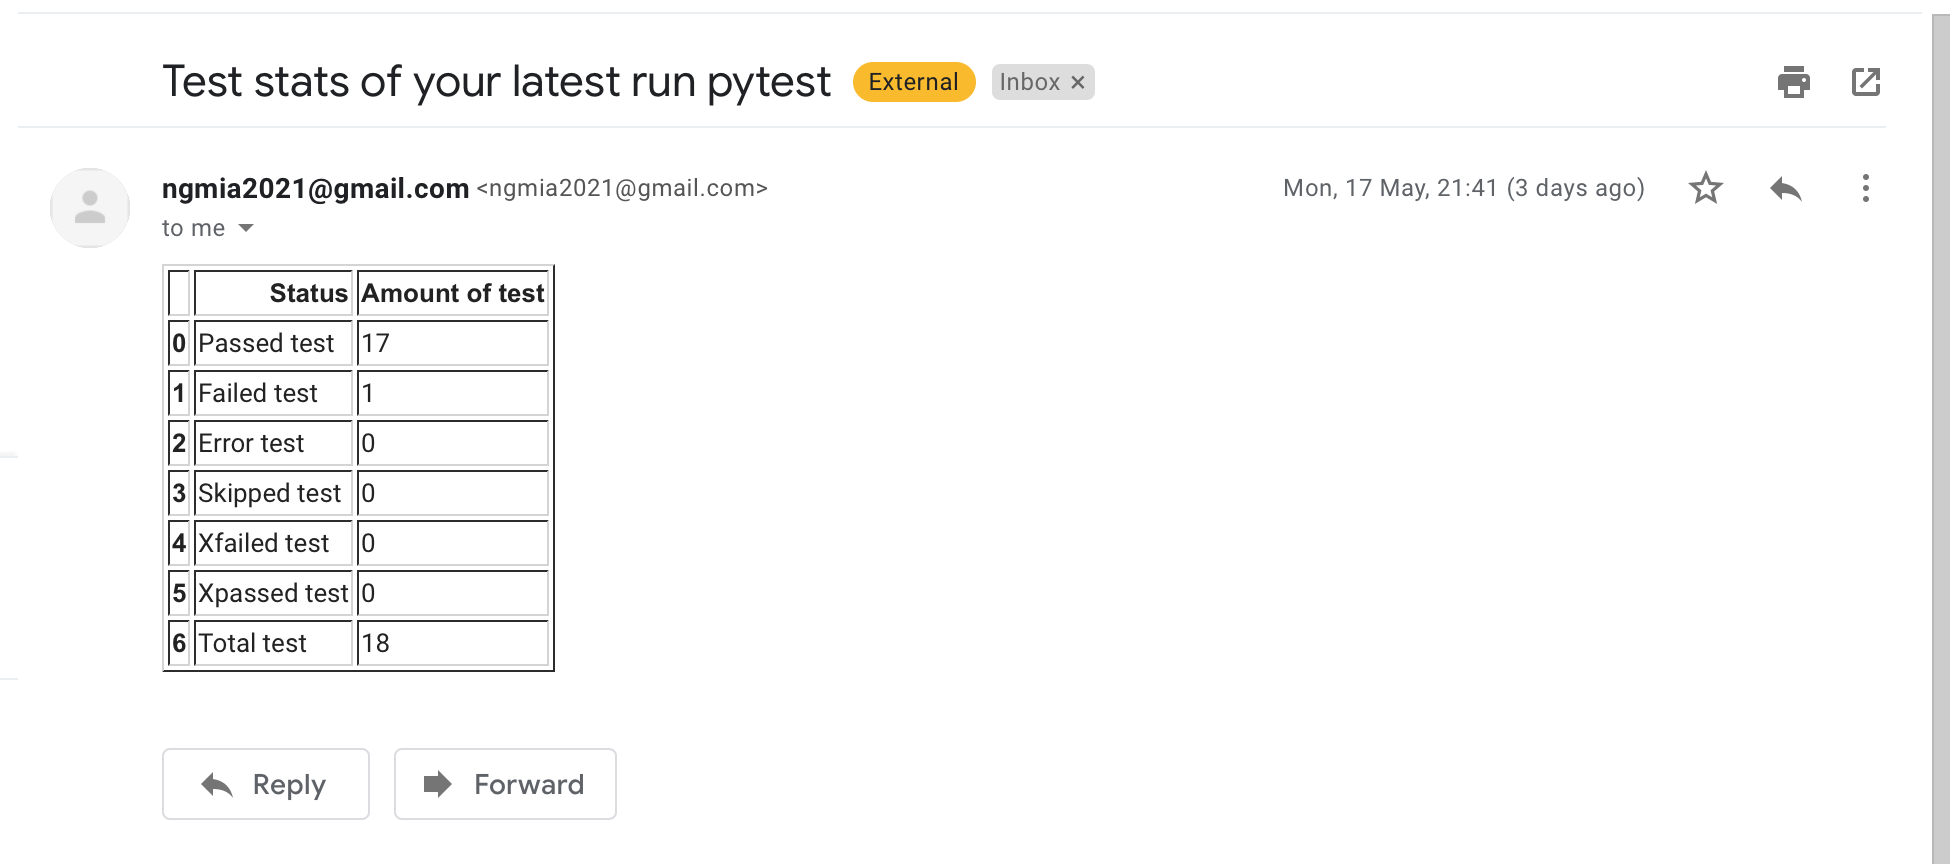 Test stats of your latest run pytest External Inbox ×
ngmia2021@gmail.com <ngmia2021@gmail.com> Mon, 17 May, 21:41 (3 days ago)
to me
Status Amount of test
0 Passed test 17
1 Failed test 1
2 Error test 0
3 Skipped test 0
4 Xfailed test 0
5 Xpassed test 0
6 Total test 18
Reply Forward